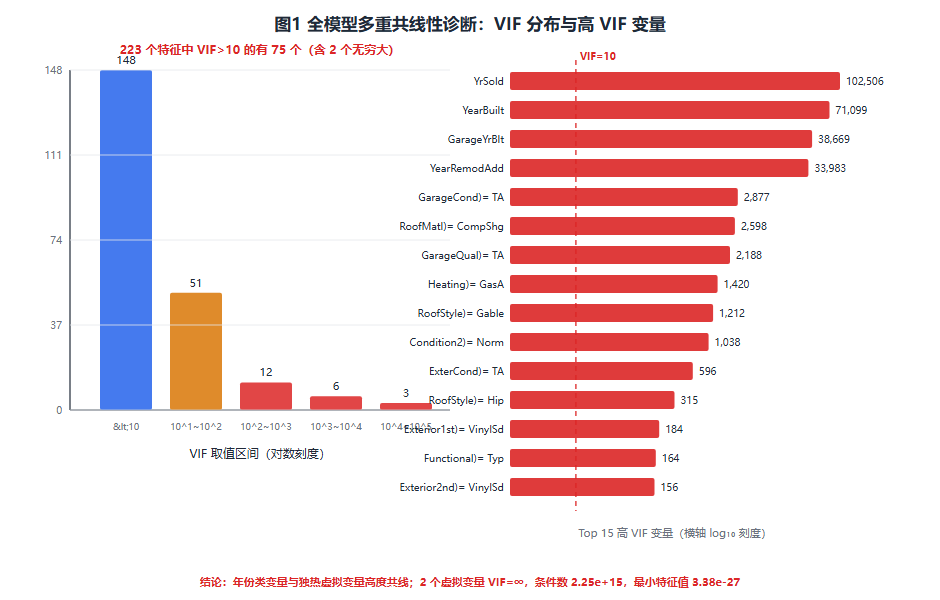 图1 全模型多重共线性诊断：VIF 分布与高 VIF 变量
223 个特征中 VIF>10 的有 75 个（含 2 个无穷大）
148
111
74
37
0
148
51
12
6
3
&lt;10
10^1~10^2
10^2~10^3
10^3~10^4
10^4~10^5
VIF 取值区间（对数刻度）
VIF=10
YrSold 102,506
YearBuilt 71,099
GarageYrBlt 38,669
YearRemodAdd 33,983
GarageCond)= TA 2,877
RoofMatl)= CompShg 2,598
GarageQual)= TA 2,188
Heating)= GasA 1,420
RoofStyle)= Gable 1,212
Condition2)= Norm 1,038
ExterCond)= TA 596
RoofStyle)= Hip 315
Exterior1st)= VinylSd 184
Functional)= Typ 164
Exterior2nd)= VinylSd 156
Top 15 高 VIF 变量（横轴 log₁₀ 刻度）
结论：年份类变量与独热虚拟变量高度共线；2 个虚拟变量 VIF=∞，条件数 2.25e+15，最小特征值 3.38e-27